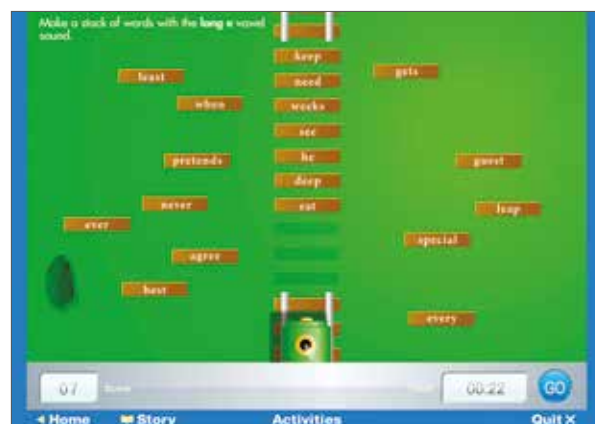 Make a stack of words with the long e vowel
sound.
keep
least
gets
need
when
weeks
see
pretends
he
guest
deep
never
eat
leap
ever
special
agree
best
every
07
Score
00:22
GO
Home
Story
Activities
Quit X